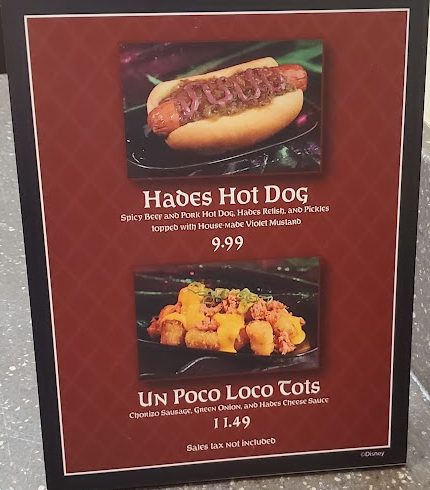 Hades Hot Dog
Spicy Beef and Pork Hot Dog, Hades Relish, and Pickles
topped with House-made Violet Mustard
9.99
Un Poco Loco Tots
Chorizo Sausage, Green Onion, and Hades Cheese Sauce
11.49
Sales tax not included
©Disney